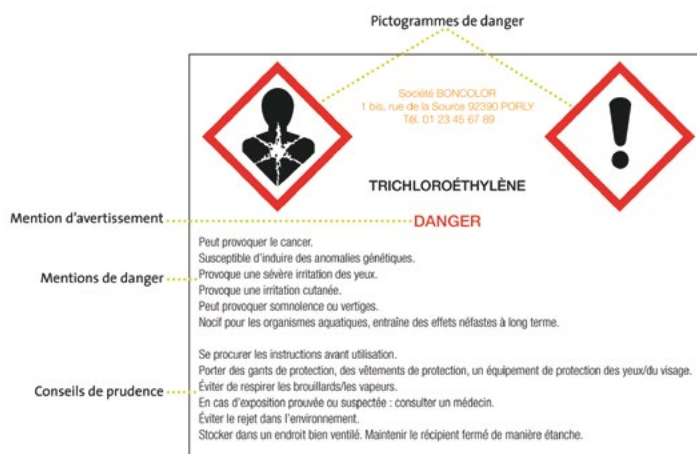 Pictogrammes de danger
Société BONCOLOR
1 bis, rue de la Source 92390 PORLY
Tél. 01 23 45 67 89
TRICHLOROÉTHYLÈNE
Mention d'avertissement
DANGER
Peut provoquer le cancer.
Susceptible d'induire des anomalies génétiques.
Mentions de danger
Provoque une sévère irritation des yeux.
Provoque une irritation cutanée.
Peut provoquer somnolence ou vertiges.
Nocif pour les organismes aquatiques, entraîne des effets néfastes à long terme.
Se procurer les instructions avant utilisation.
Porter des gants de protection, des vêtements de protection, un équipement de protection des yeux/du visage.
Conseils de prudence
Éviter de respirer les brouillards/les vapeurs.
En cas d'exposition prouvée ou suspectée : consulter un médecin.
Éviter le rejet dans l'environnement.
Stocker dans un endroit bien ventilé. Maintenir le récipient fermé de manière étanche.